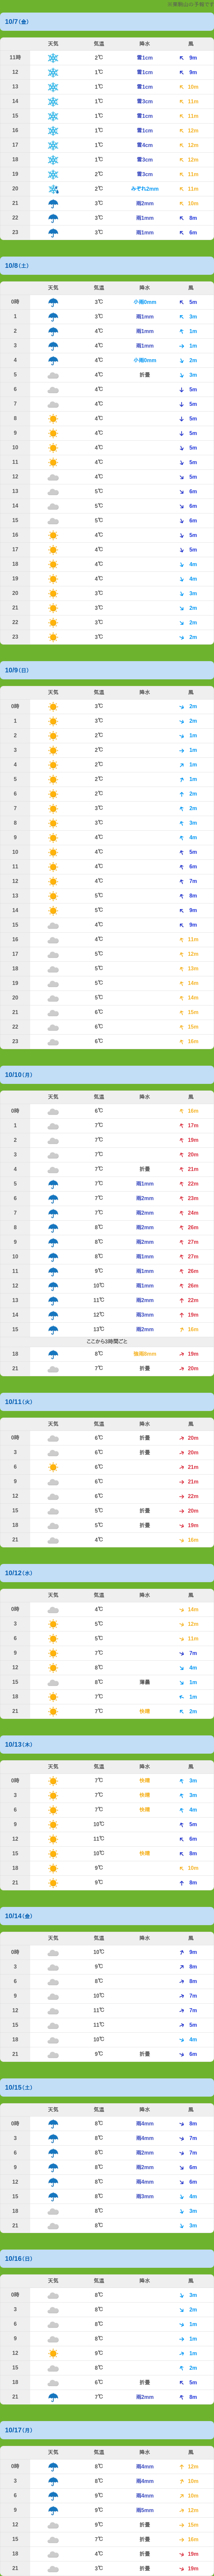 10/7(金)
天気 気温 降水 風
11時 2℃ 雪1cm 9m
12 1℃ 雪1cm 9m
13 1℃ 雪1cm 10m
14 1℃ 雪3cm 11m
15 1℃ 雪1cm 11m
16 1℃ 雪1cm 12m
17 1℃ 雪4cm 12m
18 1℃ 雪3cm 12m
19 2℃ 雪3cm 11m
20 2℃ みぞれ2mm 11m
21 3℃ 雨2mm 10m
22 3℃ 雨1mm 8m
23 3℃ 雨1mm 6m
10/8(土)
天気 気温 降水 風
0時 3℃ 小雨0mm 5m
1 3℃ 雨1mm 3m
2 4℃ 雨1mm 1m
3 4℃ 雨1mm 1m
4 4℃ 小雨0mm 2m
5 4℃ 折曇 3m
6 4℃ 5m
7 4℃ 5m
8 4℃ 5m
9 4℃ 5m
10 4℃ 5m
11 4℃ 5m
12 4℃ 5m
13 5℃ 6m
14 5℃ 6m
15 5℃ 6m
16 4℃ 5m
17 4℃ 5m
18 4℃ 4m
19 4℃ 4m
20 3℃ 3m
21 3℃ 2m
22 3℃ 2m
23 3℃ 2m
10/9(日)
天気 気温 降水 風
0時 3℃ 2m
1 3℃ 2m
2 2℃ 1m
3 2℃ 1m
4 2℃ 1m
5 2℃ 1m
6 2℃ 2m
7 3℃ 2m
8 3℃ 3m
9 4℃ 4m
10 4℃ 5m
11 4℃ 6m
12 4℃ 7m
13 5℃ 8m
14 5℃ 9m
15 4℃ 9m
16 4℃ 11m
17 5℃ 12m
18 5℃ 13m
19 5℃ 14m
20 5℃ 14m
21 6℃ 15m
22 6℃ 15m
23 6℃ 16m
10/10(月)
天気 気温 降水 風
0時 6℃ 16m
1 7℃ 17m
2 7℃ 19m
3 7℃ 20m
4 7℃ 折曇 21m
5 7℃ 雨1mm 22m
6 7℃ 雨2mm 23m
7 7℃ 雨2mm 24m
8 8℃ 雨2mm 26m
9 8℃ 雨2mm 27m
10 8℃ 雨1mm 27m
11 9℃ 雨1mm 26m
12 10℃ 雨1mm 26m
13 11℃ 雨2mm 22m
14 12℃ 雨3mm 19m
15 13℃ 雨2mm 16m
ここから3時間ごと
18 8℃ 8mm 19m
21 7℃ 折曇 20m
10/11(火)
天気 気温 降水 風
0時 6℃ 折曇 20m
3 6℃ 折曇 20m
6 6℃ 21m
9 6℃ 21m
12 6℃ 22m
15 5℃ 折曇 20m
18 5℃ 折曇 19m
21 4℃ 16m
10/12(水)
天気 気温 降水 風
0時 4℃ 14m
3 5℃ 12m
6 5℃ 11m
9 7℃ 7m
12 8℃ 4m
15 8℃ 薄曇 1m
18 7℃ 1m
21 7℃ 快晴 2m
10/13(木)
天気 気温 降水 風
0時 7℃ 快晴 3m
3 7℃ 快晴 3m
6 7℃ 快晴 4m
9 10℃ 5m
12 11℃ 6m
15 10℃ 快晴 8m
18 9℃ 10m
21 9℃ 8m
10/14(金)
天気 気温 降水 風
0時 10℃ 9m
3 9℃ 8m
6 8℃ 8m
9 10℃ 7m
12 11℃ 7m
15 11℃ 5m
18 10℃ 4m
21 9℃ 折曇 6m
10/15(土)
天気 気温 降水 風
0時 8℃ 雨4mm 8m
3 8℃ 雨4mm 7m
6 8℃ 雨2mm 7m
9 8℃ 雨2mm 6m
12 8℃ 雨4mm 6m
15 8℃ 雨3mm 4m
18 8℃ 3m
21 8℃ 3m
10/16(日)
天気 気温 降水 風
0時 8℃ 3m
3 8℃ 2m
6 8℃ 1m
9 8℃ 1m
12 9℃ 1m
15 8℃ 2m
18 6℃ 折曇 5m
21 7℃ 雨2mm 8m
10/17(月)
天気 気温 降水 風
0時 8℃ 雨4mm 12m
3 8℃ 雨4mm 10m
6 9℃ 雨4mm 10m
9 9℃ 雨5mm 12m
12 9℃ 折曇 15m
15 7℃ 折曇 16m
18 4℃ 折曇 19m
21 3℃ 折曇 19m